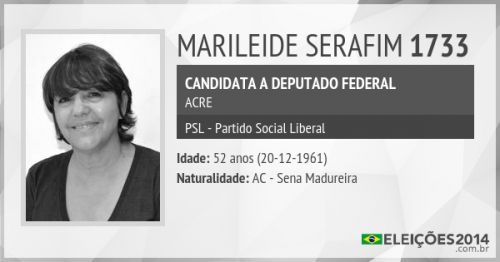 MARILEIDE SERAFIM 1733
CANDIDATA A DEPUTADO FEDERAL
ACRE
PSL - Partido Social Liberal
Idade: 52 anos (20-12-1961)
Naturalidade: AC - Sena Madureira
ELEIÇÕES2014
.com.br